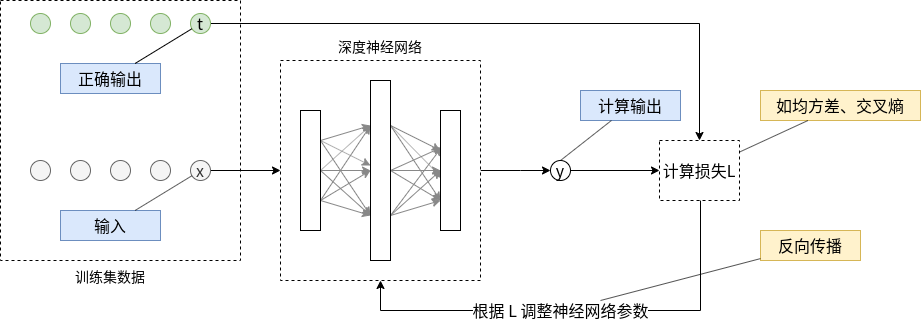 t
正确输出
x
输入
训练集数据
深度神经网络
计算输出
y
如均方差、交叉熵
计算损失L
反向传播
根据 L 调整神经网络参数